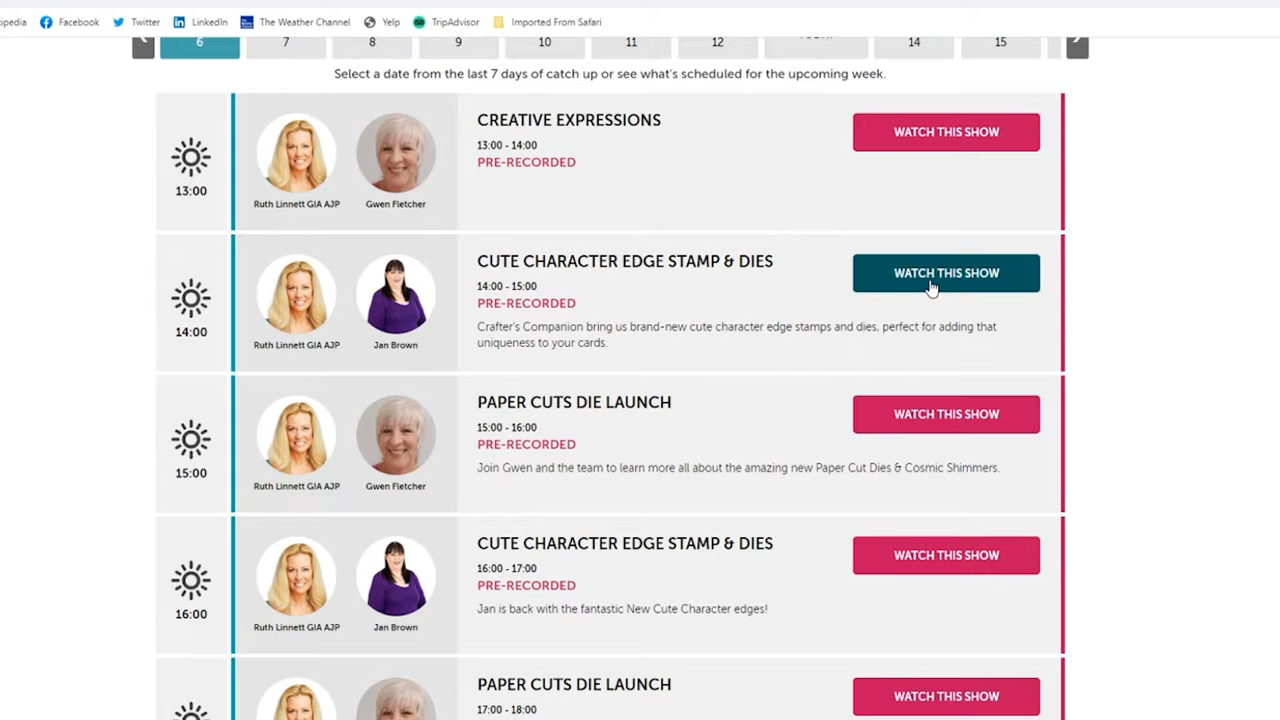 ipedia Facebook Twitter LinkedIn The Weather Channel Yelp TripAdvisor Imported From Safari
6 7 8 9 10 11 12 14 15
Select a date from the last 7 days of catch up or see what's scheduled for the upcoming week.
13:00
Ruth Linnett GIA AJP Gwen Fletcher
CREATIVE EXPRESSIONS
13:00 - 14:00
PRE-RECORDED
WATCH THIS SHOW
14:00
Ruth Linnett GIA AJP Jan Brown
CUTE CHARACTER EDGE STAMP & DIES
14:00 - 15:00
PRE-RECORDED
Crafter's Companion bring us brand-new cute character edge stamps and dies, perfect for adding that
uniqueness to your cards.
WATCH THIS SHOW
15:00
Ruth Linnett GIA AJP Gwen Fletcher
PAPER CUTS DIE LAUNCH
15:00 - 16:00
PRE-RECORDED
Join Gwen and the team to learn more all about the amazing new Paper Cut Dies & Cosmic Shimmers.
WATCH THIS SHOW
16:00
Ruth Linnett GIA AJP Jan Brown
CUTE CHARACTER EDGE STAMP & DIES
16:00 - 17:00
PRE-RECORDED
Jan is back with the fantastic New Cute Character edges!
WATCH THIS SHOW
PAPER CUTS DIE LAUNCH
17:00 - 18:00
WATCH THIS SHOW